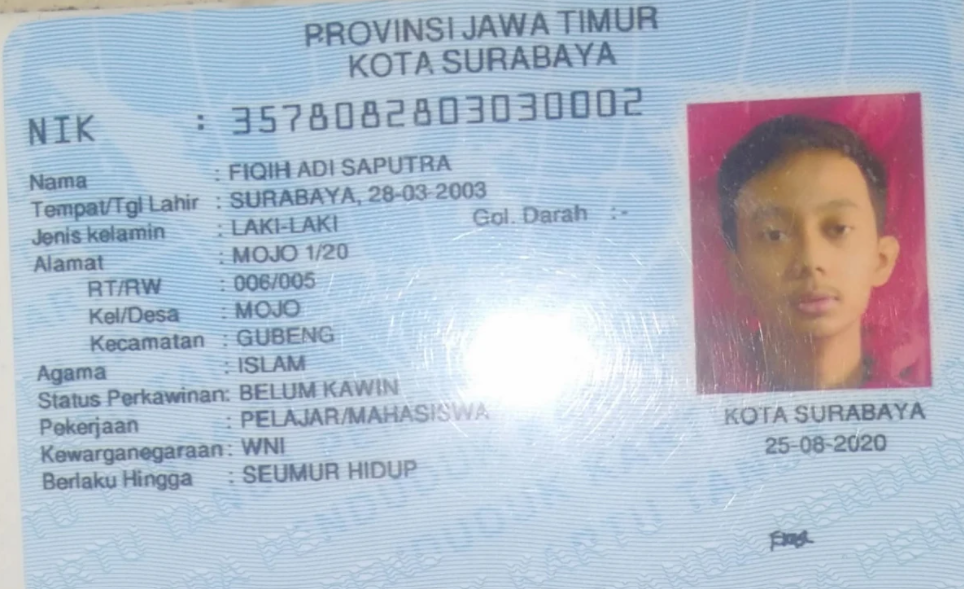 PROVINSI JAWA TIMUR
KOTA SURABAYA
NIK : 3578082803030002
Nama : FIQIH ADI SAPUTRA
Tempat/Tgl Lahir : SURABAYA, 28-03-2003
Jenis kelamin : LAKI-LAKI Gol. Darah :-
Alamat : MOJO 1/20
RT/RW : 006/005
Kel/Desa : MOJO
Kecamatan : GUBENG
Agama : ISLAM
Status Perkawinan: BELUM KAWIN
Pekerjaan : PELAJAR/MAHASISWA
Kewarganegaraan : WNI
Berlaku Hingga : SEUMUR HIDUP
KOTA SURABAYA
25-08-2020